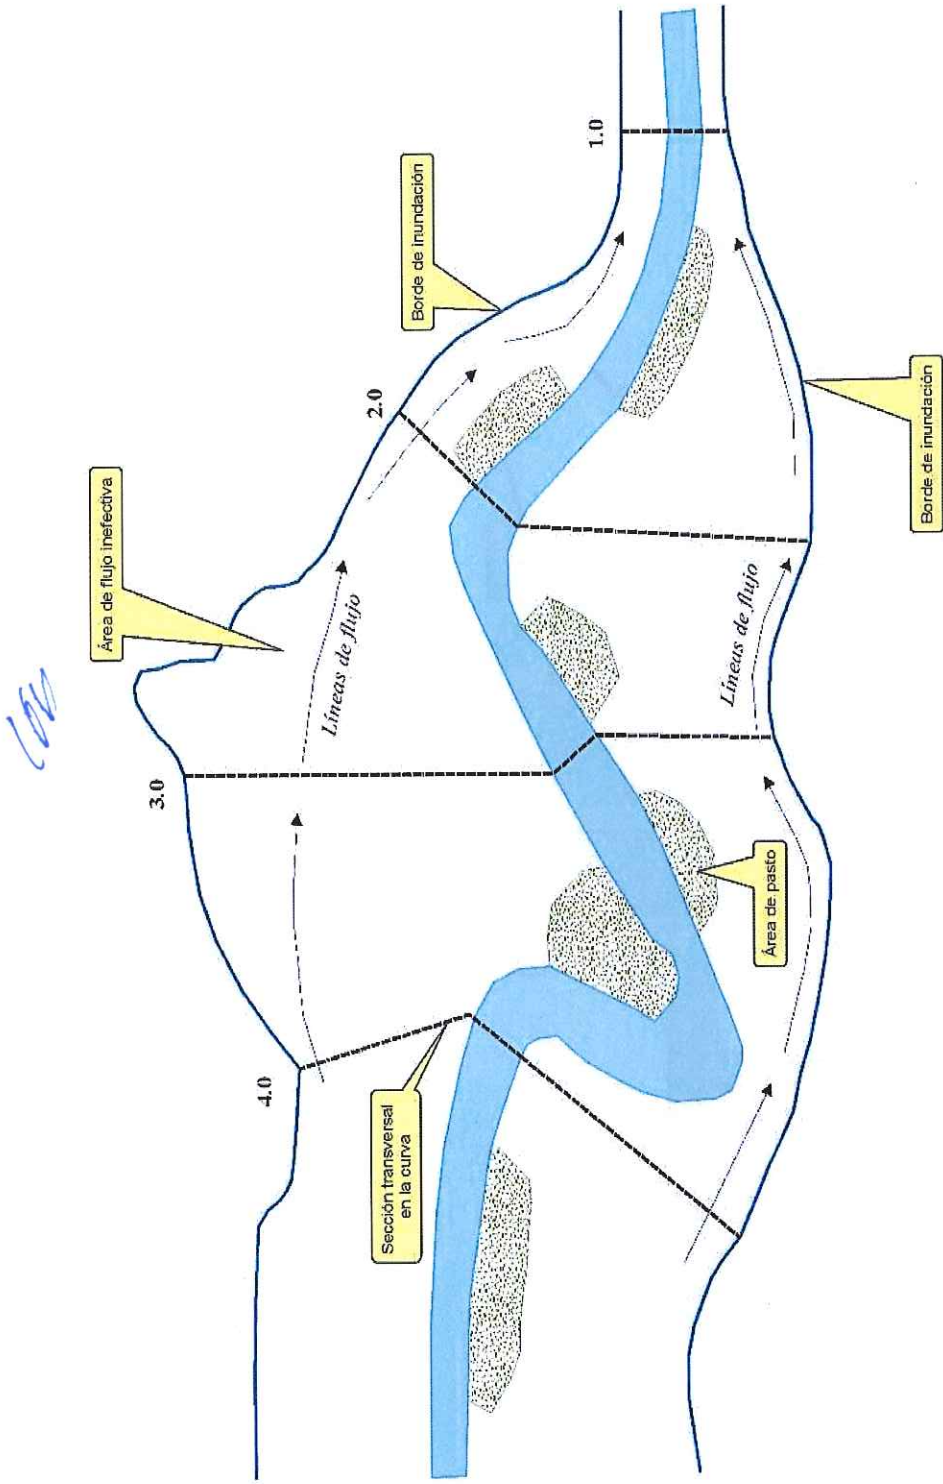 Área de flujo inefectiva
Borde de inundación
4.0
3.0
2.0
1.0
Líneas de flujo
Sección transversal
en la curva
Área de pasto
Líneas de flujo
Borde de inundación